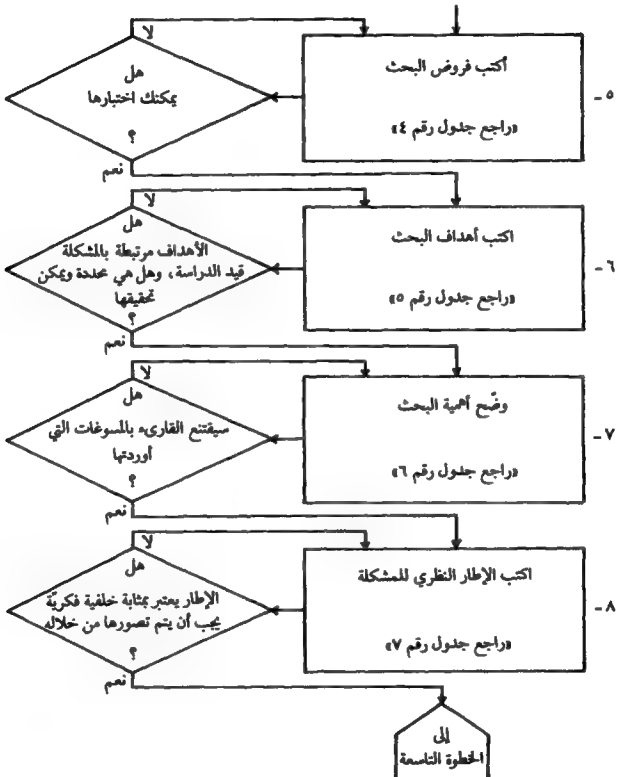 ٥ -
أكتب فروض البحث
«راجع جدول رقم ٤»
لا
هل
يمكنك اختبارها
؟
نعم
٦ -
اكتب أهداف البحث
«راجع جدول رقم ٥»
لا
هل
الأهداف مرتبطة بالمشكلة
قيد الدراسة، وهل هي محددة ويمكن
تحقيقها
؟
نعم
٧ -
وضّح أهمية البحث
«راجع جدول رقم ٦»
لا
هل
سيقتنع القارىء بالمسوغات التي
أوردتها
؟
نعم
٨ -
اكتب الإطار النظري للمشكلة
«راجع جدول رقم ٧»
لا
هل
الإطار يعتبر بمثابة خلفية فكريّة
يجب أن يتم تصورها من خلاله
؟
نعم
إلى
الخطوة التاسعة